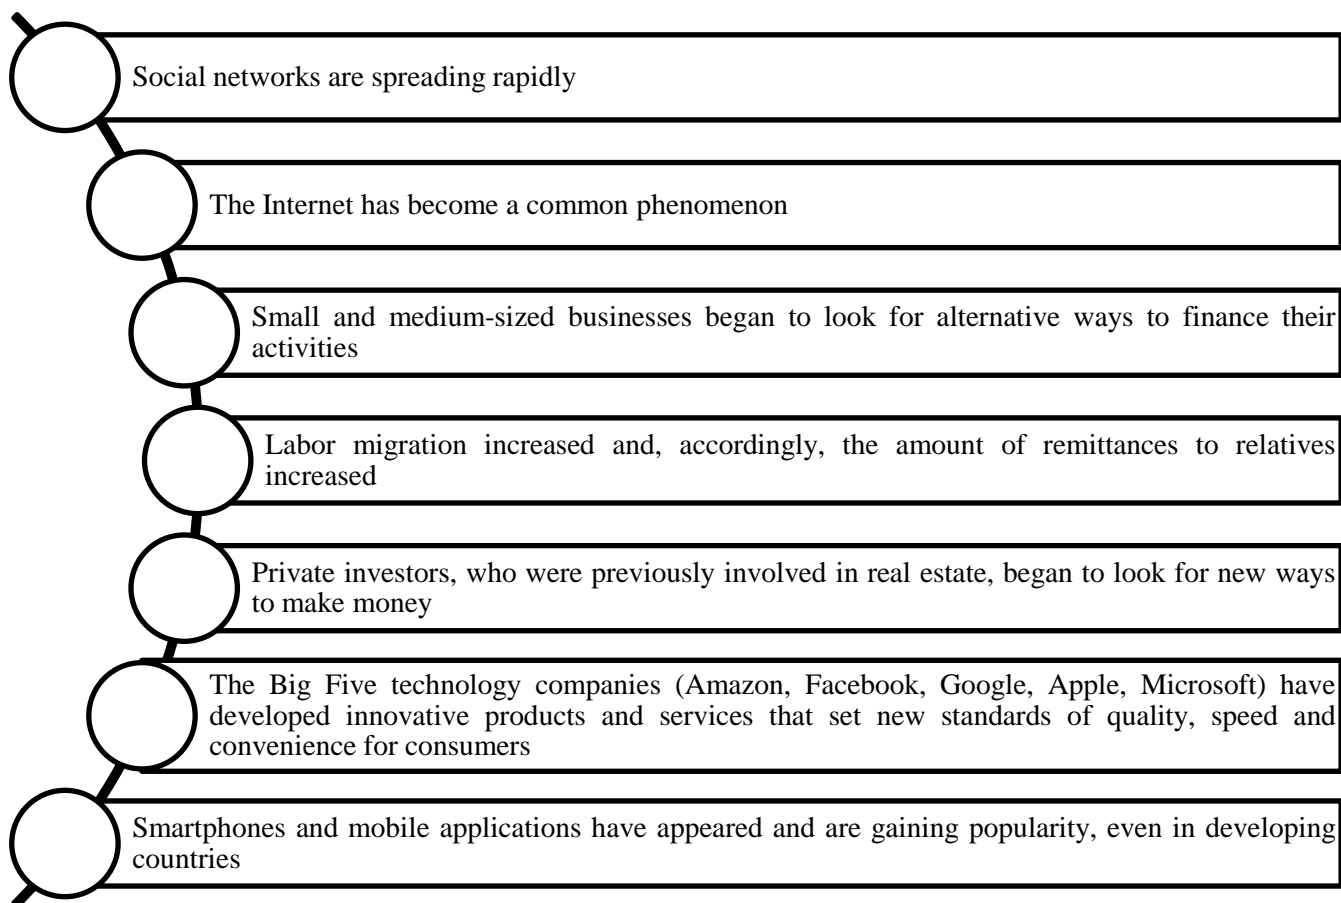 Social networks are spreading rapidly
The Internet has become a common phenomenon
Small and medium-sized businesses began to look for alternative ways to finance their
activities
Labor migration increased and, accordingly, the amount of remittances to relatives
increased
Private investors, who were previously involved in real estate, began to look for new ways
to make money
The Big Five technology companies (Amazon, Facebook, Google, Apple, Microsoft) have
developed innovative products and services that set new standards of quality, speed and
convenience for consumers
Smartphones and mobile applications have appeared and are gaining popularity, even in developing
countries